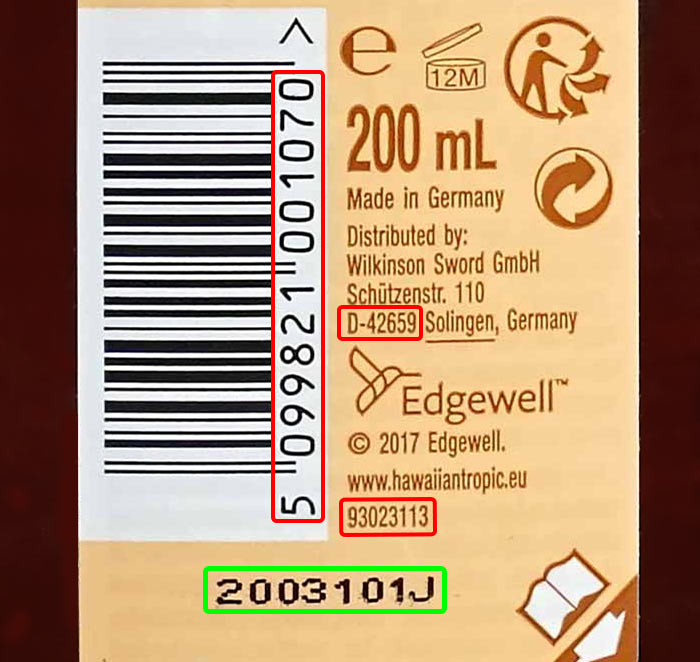 5 099821 001070 >
e
12M
200 mL
Made in Germany
Distributed by:
Wilkinson Sword GmbH
Schützenstr. 110
D-42659 Solingen, Germany
Edgewell™
© 2017 Edgewell.
www.hawaiiantropic.eu
93023113
2003101J